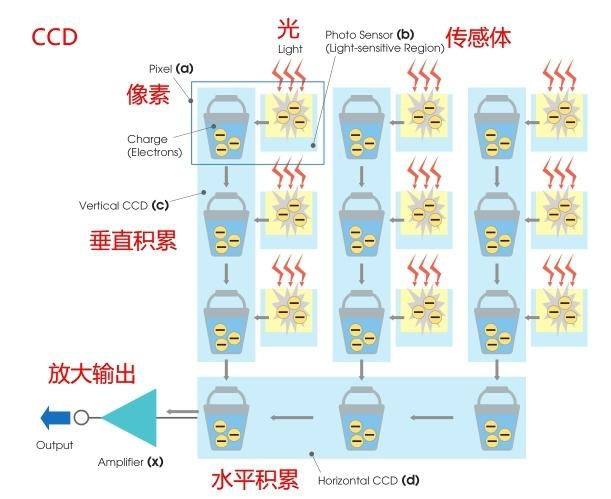 CCD
光
Light
Photo Sensor (b)
(Light-sensitive Region)
传感体
Pixel (a)
像素
Charge
(Electrons)
Vertical CCD (c)
垂直积累
放大输出
Output
Amplifier (x)
水平积累
Horizontal CCD (d)